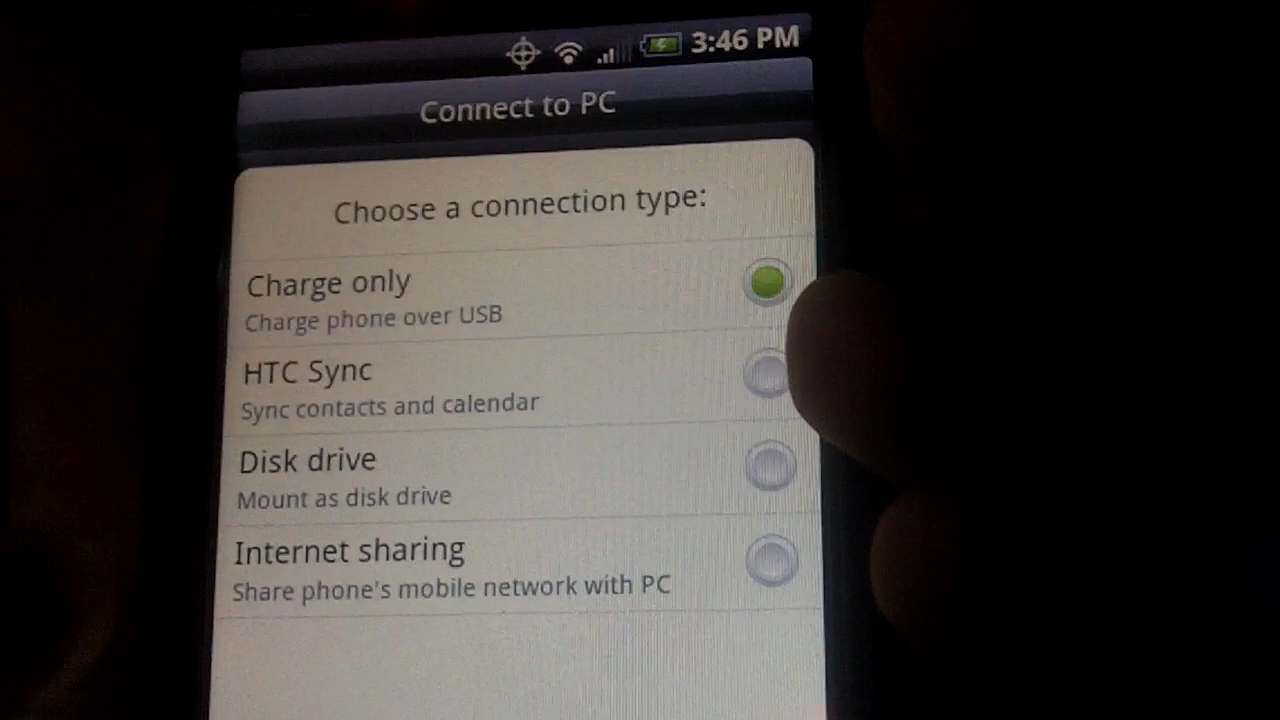 3:46 PM
Connect to PC
Choose a connection type:
Charge only
Charge phone over USB
HTC Sync
Sync contacts and calendar
Disk drive
Mount as disk drive
Internet sharing
Share phone's mobile network with PC